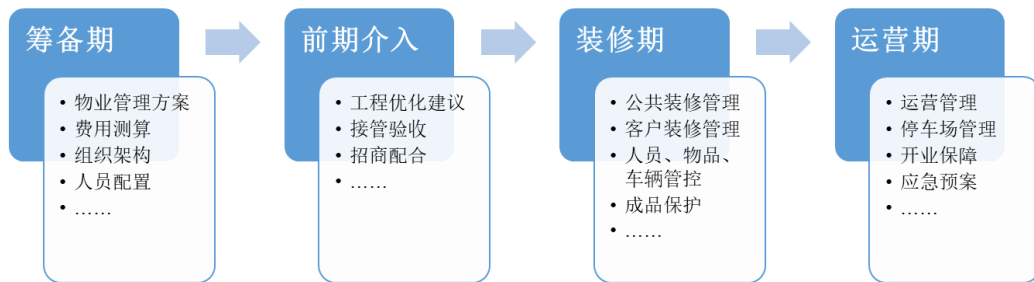 筹备期
• 物业管理方案
• 费用测算
• 组织架构
• 人员配置
• ……
前期介入
• 工程优化建议
• 接管验收
• 招商配合
• ……
装修期
• 公共装修管理
• 客户装修管理
• 人员、物品、
车辆管控
• 成品保护
• ……
运营期
• 运营管理
• 停车场管理
• 开业保障
• 应急预案
• ……